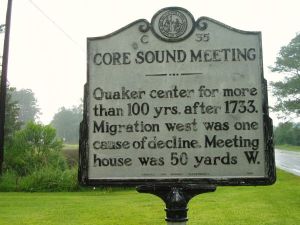 C 35
CORE SOUND MEETING
Quaker center for more
than 100 yrs. after 1733.
Migration west was one
cause of decline. Meeting
house was 50 yards W.